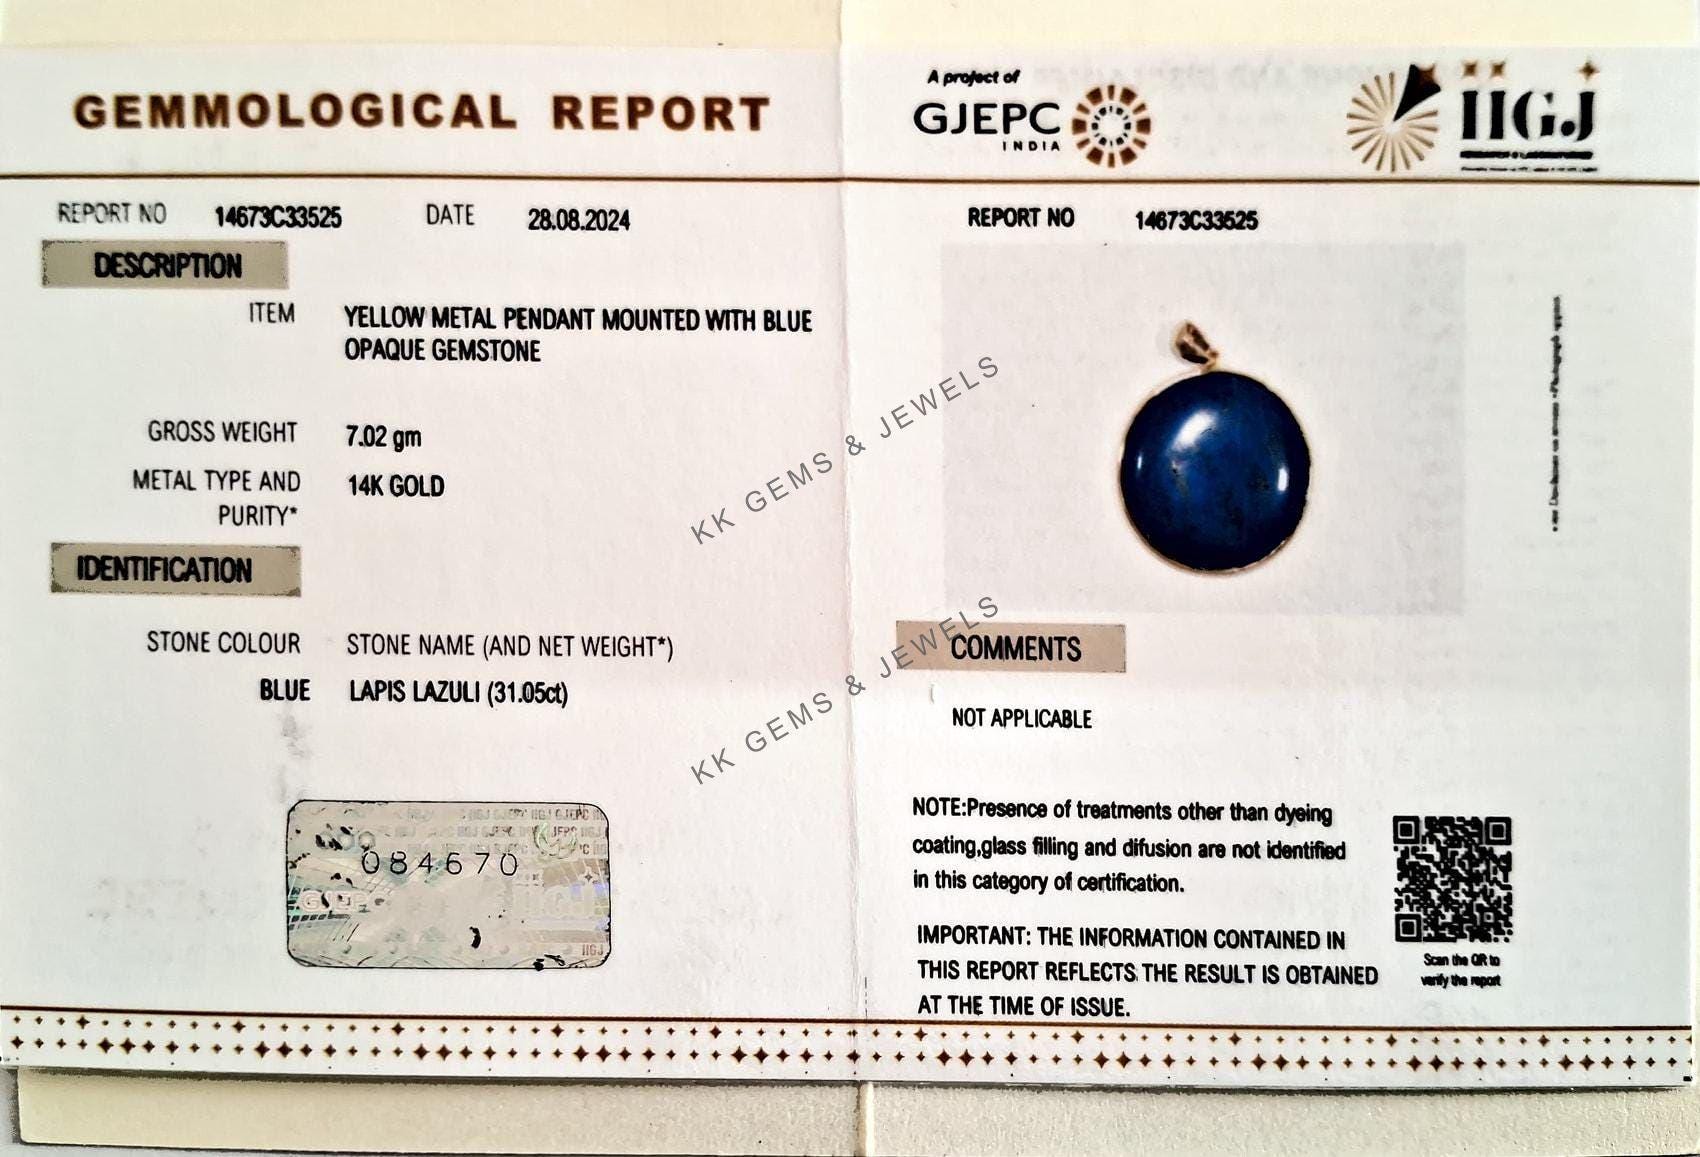 GEMMOLOGICAL REPORT
REPORT NO 14673C33525 DATE 28.08.2024
DESCRIPTION
ITEM YELLOW METAL PENDANT MOUNTED WITH BLUE
OPAQUE GEMSTONE
GROSS WEIGHT 7.02 gm
METAL TYPE AND 14K GOLD
PURITY*
IDENTIFICATION
STONE COLOUR STONE NAME (AND NET WEIGHT*)
BLUE LAPIS LAZULI (31.05ct)
084670
GJEPC
IIGJ
A project of
GJEPC
INDIA
IIGJ
REPORT NO 14673C33525
COMMENTS
NOT APPLICABLE
NOTE:Presence of treatments other than dyeing
coating,glass filling and difusion are not identified
in this category of certification.
IMPORTANT: THE INFORMATION CONTAINED IN
THIS REPORT REFLECTS THE RESULT IS OBTAINED
AT THE TIME OF ISSUE.
Scan the QR to
verify the report
KK GEMS & JEWELS
KK GEMS & JEWELS